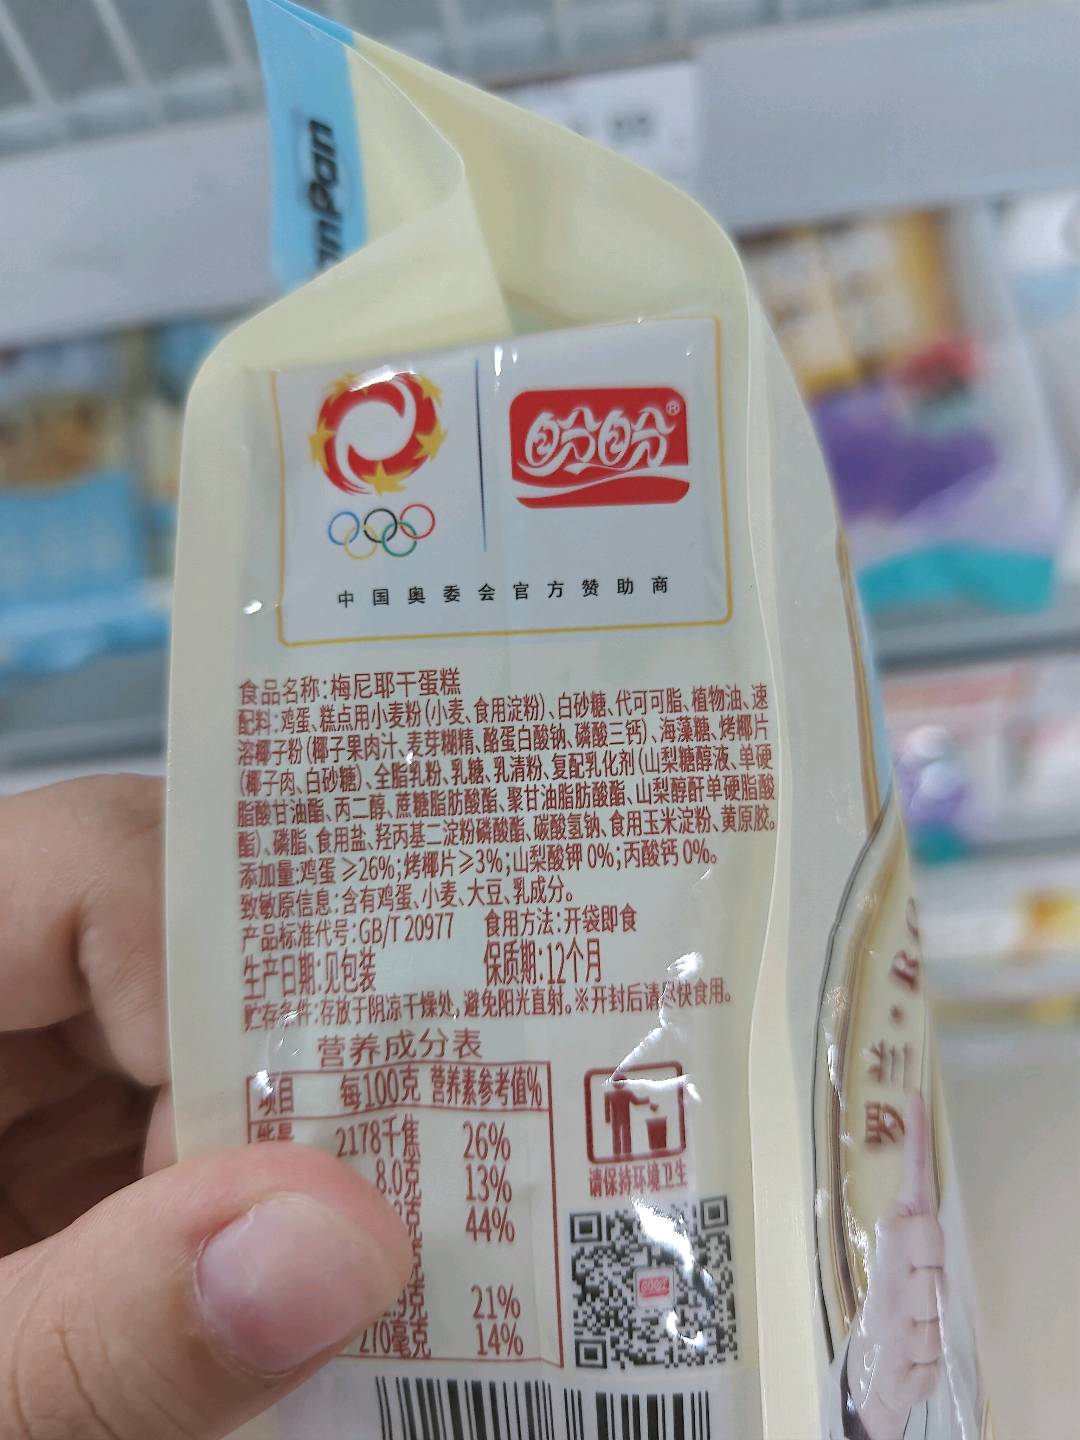 anpan
盼盼®
中国奥委会官方赞助商
食品名称:梅尼耶干蛋糕
配料:鸡蛋、糕点用小麦粉(小麦、食用淀粉)、白砂糖、代可可脂、植物油、速
溶椰子粉(椰子果肉汁、麦芽糊精、酪蛋白酸钠、磷酸三钙)、海藻糖、烤椰片
(椰子肉、白砂糖)、全脂乳粉、乳糖、乳清粉、复配乳化剂(山梨糖醇液、单硬
脂酸甘油酯、丙二醇、蔗糖脂肪酸酯、聚甘油脂肪酸酯、山梨醇酐单硬脂酸
酯)、磷脂、食用盐、羟丙基二淀粉磷酸酯、碳酸氢钠、食用玉米淀粉、黄原胶。
添加量:鸡蛋≥26%;烤椰片≥3%;山梨酸钾0%;丙酸钙0%。
致敏原信息:含有鸡蛋、小麦、大豆、乳成分。
产品标准代号:GB/T 20977 食用方法:开袋即食
生产日期:见包装 保质期:12个月
贮存条件:存放于阴凉干燥处,避免阳光直射。※开封后请尽快食用。
营养成分表
项目 每100克 营养素参考值%
2178千焦 26%
8.0克 13%
克 44%
.9克 21%
270毫克 14%
请保持环境卫生
罗兰·RO